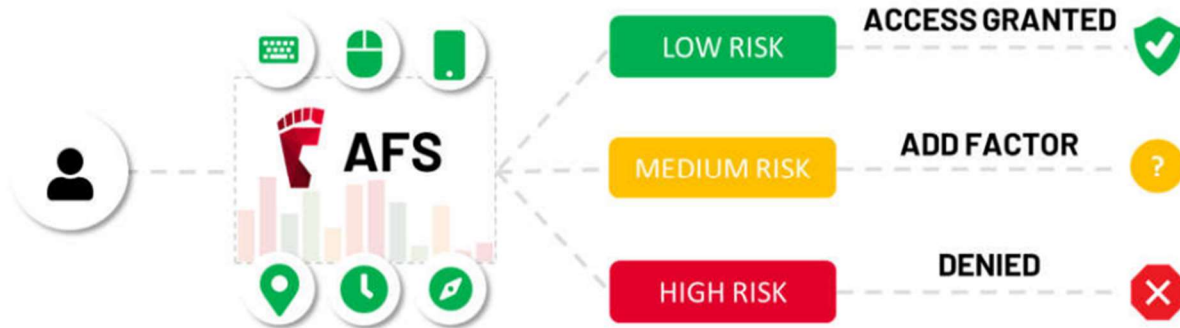 AFS
LOW RISK
ACCESS GRANTED
MEDIUM RISK
ADD FACTOR
?
HIGH RISK
DENIED